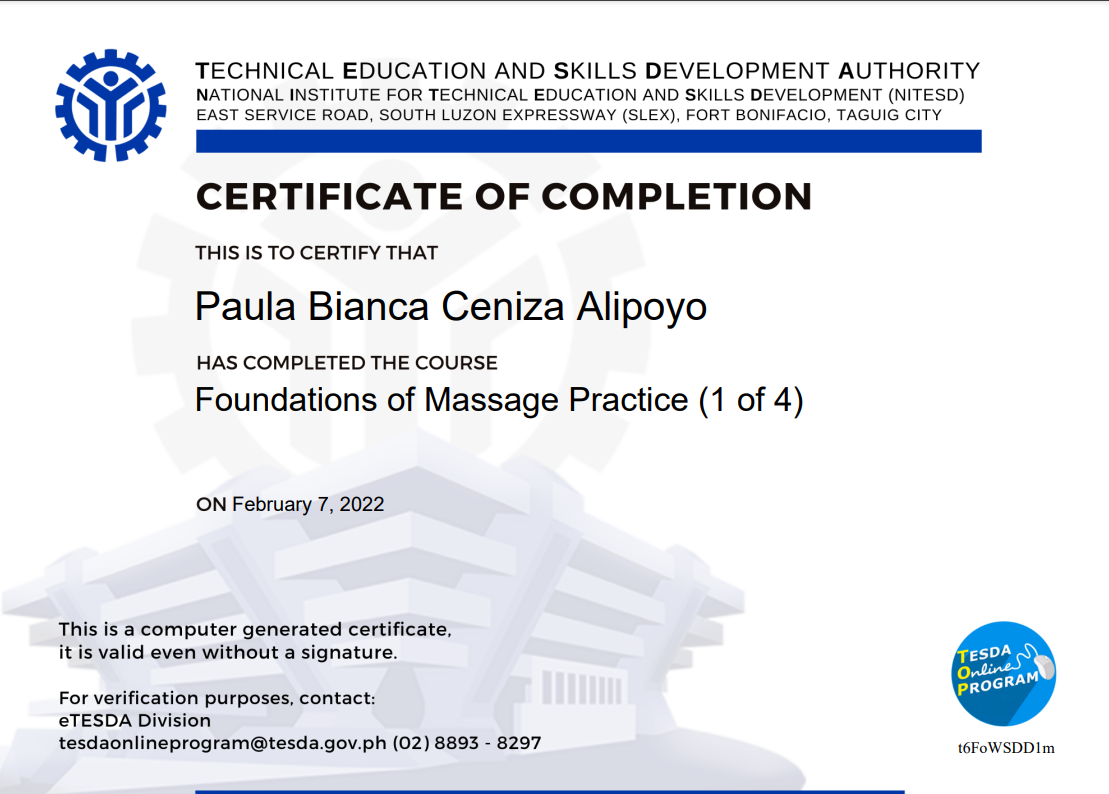 TECHNICAL EDUCATION AND SKILLS DEVELOPMENT AUTHORITY
NATIONAL INSTITUTE FOR TECHNICAL EDUCATION AND SKILLS DEVELOPMENT (NITESD)
EAST SERVICE ROAD, SOUTH LUZON EXPRESSWAY (SLEX), FORT BONIFACIO, TAGUIG CITY
CERTIFICATE OF COMPLETION
THIS IS TO CERTIFY THAT
Paula Bianca Ceniza Alipoyo
HAS COMPLETED THE COURSE
Foundations of Massage Practice (1 of 4)
ON February 7, 2022
This is a computer generated certificate,
it is valid even without a signature.
For verification purposes, contact:
eTESDA Division
tesdaonlineprogram@tesda.gov.ph (02) 8893 - 8297
TESDA
Online
PROGRAM
t6FoWSDD1m